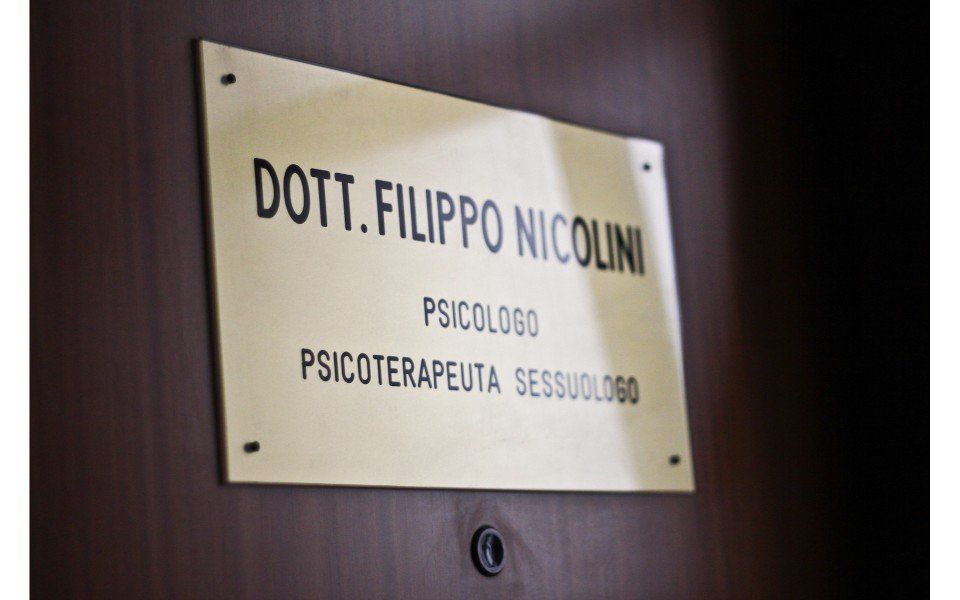 DOTT. FILIPPO NICOLINI
PSICOLOGO
PSICOTERAPEUTA SESSUOLOGO